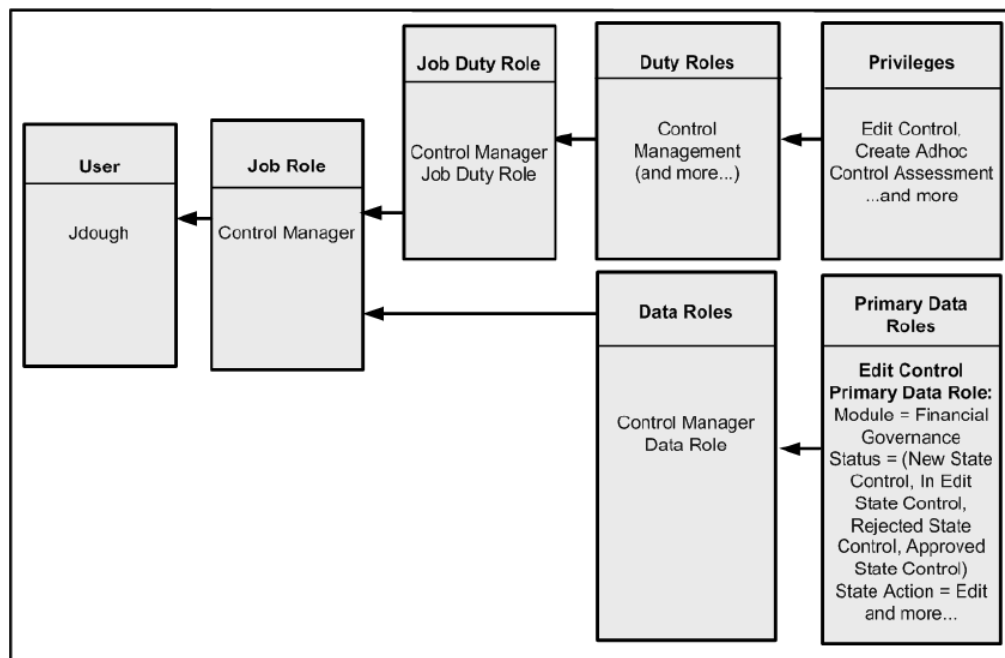 User
Jdough
Job Role
Control Manager
Job Duty Role
Control Manager
Job Duty Role
Duty Roles
Control
Management
(and more...)
Privileges
Edit Control,
Create Adhoc
Control Assessment
...and more
Data Roles
Control Manager
Data Role
Primary Data
Roles
Edit Control
Primary Data Role:
Module = Financial
Governance
Status = (New State
Control, In Edit
State Control,
Rejected State
Control, Approved
State Control)
State Action = Edit
and more...